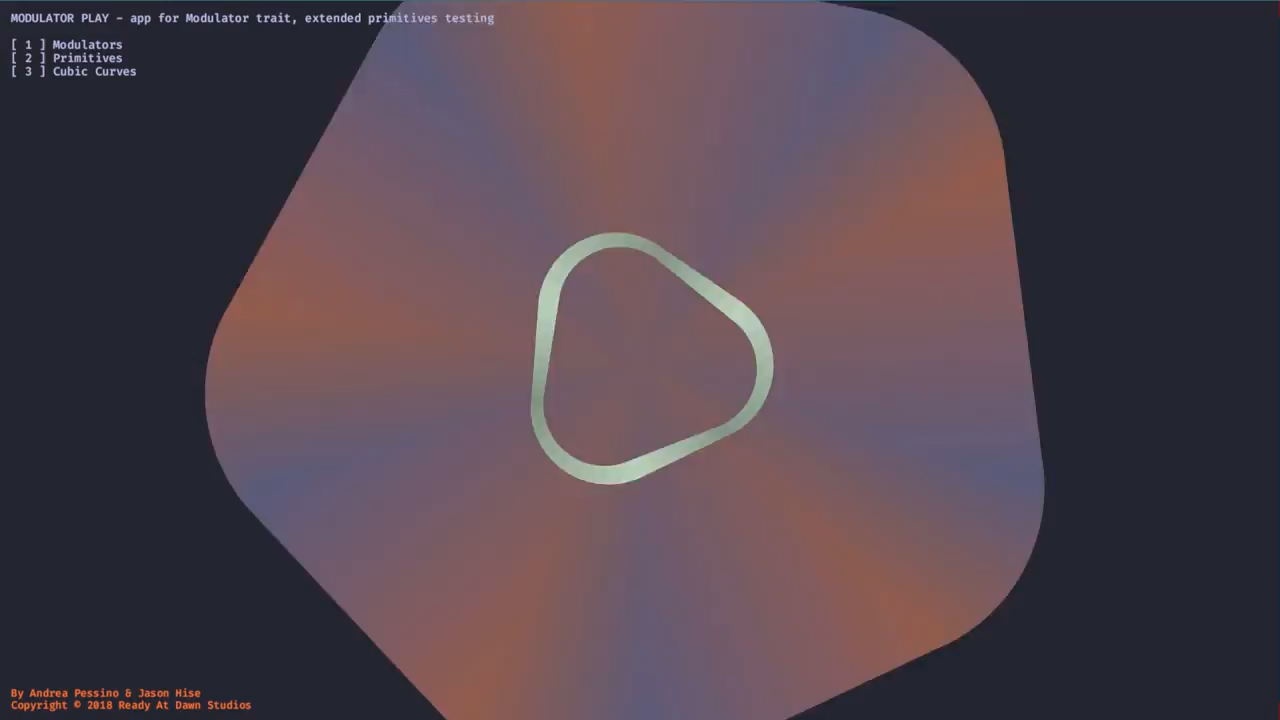 MODULATOR PLAY - app for Modulator trait, extended primitives testing
[ 1 ] Modulators
[ 2 ] Primitives
[ 3 ] Cubic Curves
By Andrea Pessino & Jason Hise
Copyright © 2018 Ready At Dawn Studios